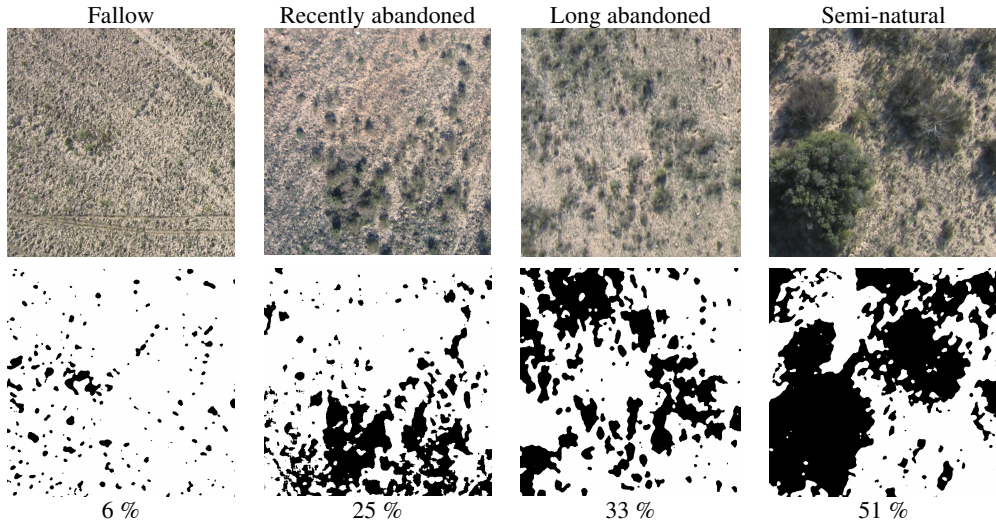 Fallow Recently abandoned Long abandoned Semi-natural
6 % 25 % 33 % 51 %